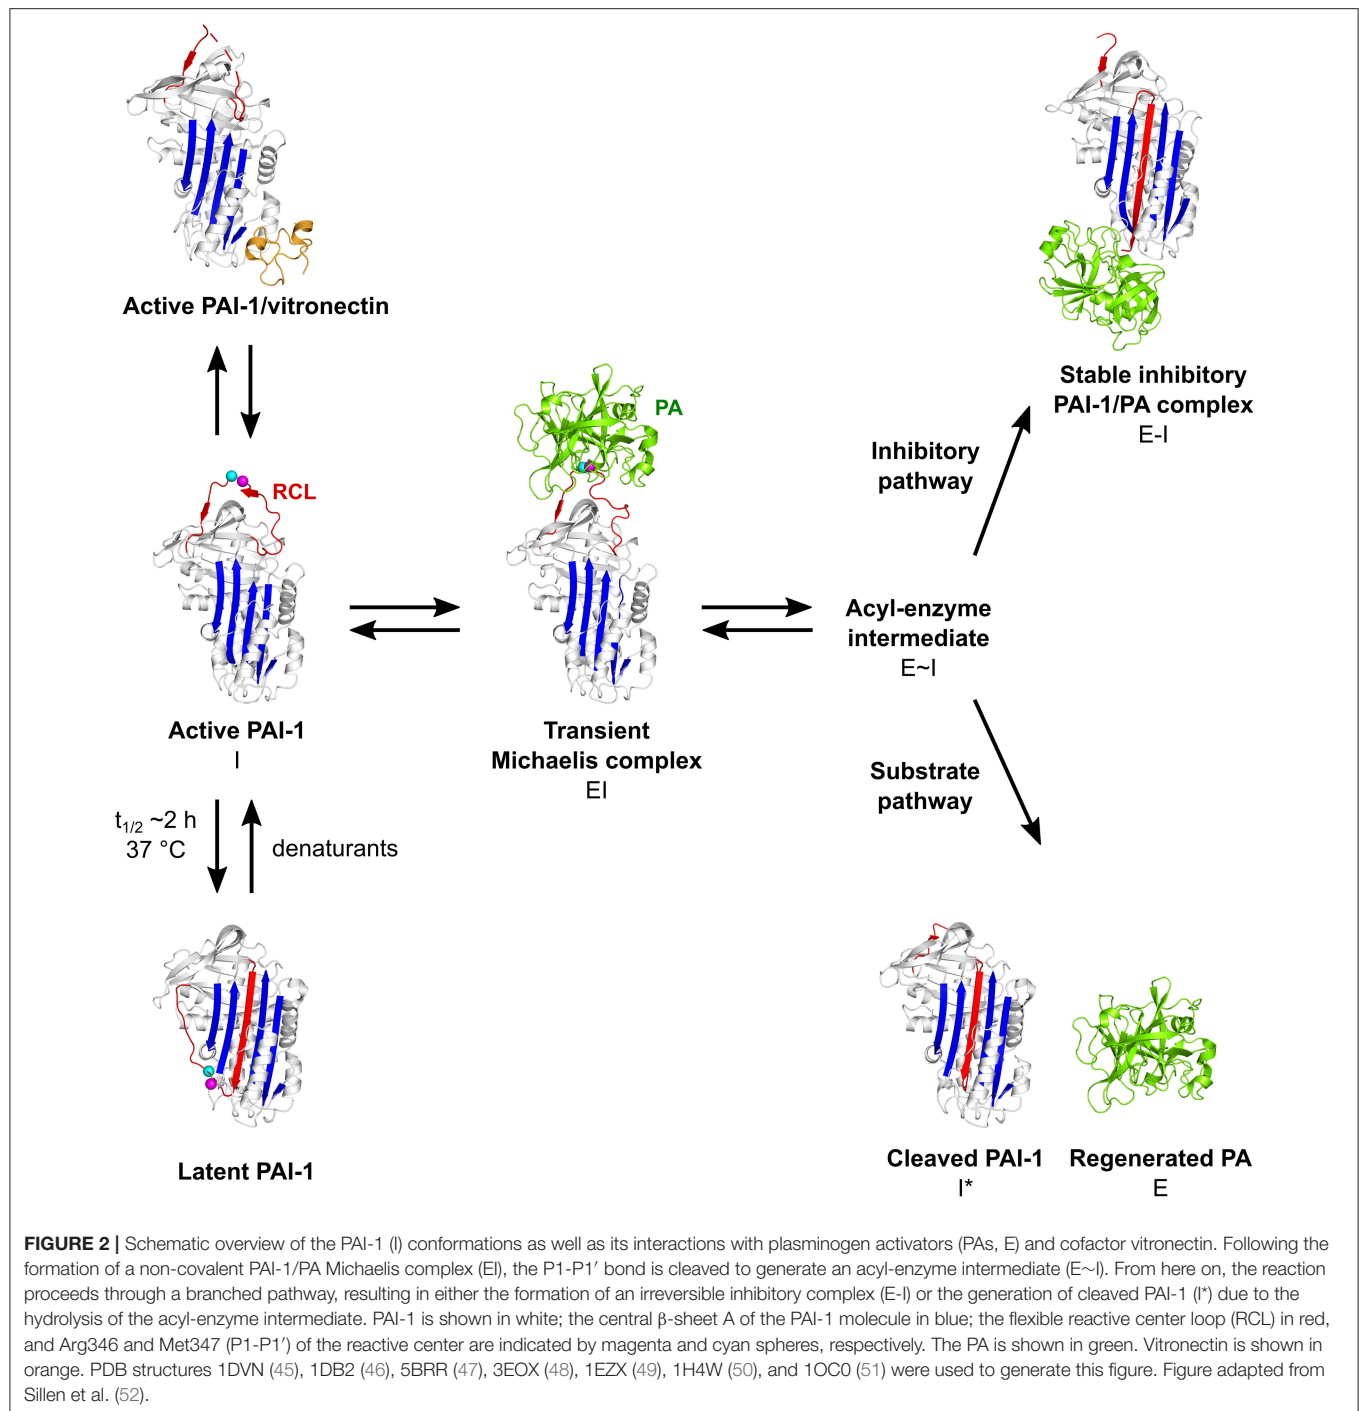 Active PAI-1/vitronectin
Stable inhibitory
PAI-1/PA complex
E-I
PA
Inhibitory
pathway
RCL
Acyl-enzyme
intermediate
E~I
Active PAI-1
I
Transient
Michaelis complex
EI
Substrate
pathway
t1/2 ~2 h
37 °C
denaturants
Latent PAI-1
Cleaved PAI-1
I*
Regenerated PA
E
FIGURE 2 | Schematic overview of the PAI-1 (I) conformations as well as its interactions with plasminogen activators (PAs, E) and cofactor vitronectin. Following the
formation of a non-covalent PAI-1/PA Michaelis complex (EI), the P1-P1′ bond is cleaved to generate an acyl-enzyme intermediate (E~I). From here on, the reaction
proceeds through a branched pathway, resulting in either the formation of an irreversible inhibitory complex (E-I) or the generation of cleaved PAI-1 (I*) due to the
hydrolysis of the acyl-enzyme intermediate. PAI-1 is shown in white; the central β-sheet A of the PAI-1 molecule in blue; the flexible reactive center loop (RCL) in red,
and Arg346 and Met347 (P1-P1′) of the reactive center are indicated by magenta and cyan spheres, respectively. The PA is shown in green. Vitronectin is shown in
orange. PDB structures 1DVN (45), 1DB2 (46), 5BRR (47), 3EOX (48), 1EZX (49), 1H4W (50), and 1OC0 (51) were used to generate this figure. Figure adapted from
Sillen et al. (52).